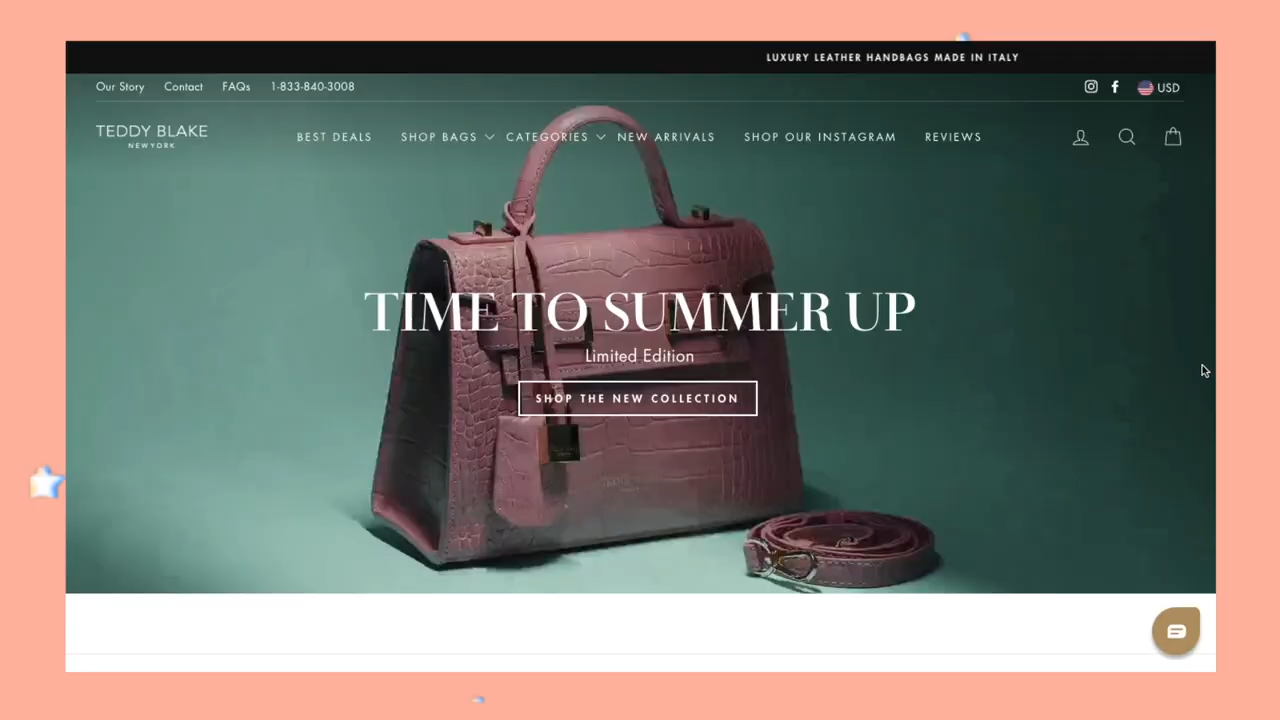 LUXURY LEATHER HANDBAGS MADE IN ITALY
Our Story Contact FAQs 1-833-840-3008 USD
TEDDY BLAKE
NEW YORK
BEST DEALS SHOP BAGS CATEGORIES NEW ARRIVALS SHOP OUR INSTAGRAM REVIEWS
TIME TO SUMMER UP
Limited Edition
SHOP THE NEW COLLECTION